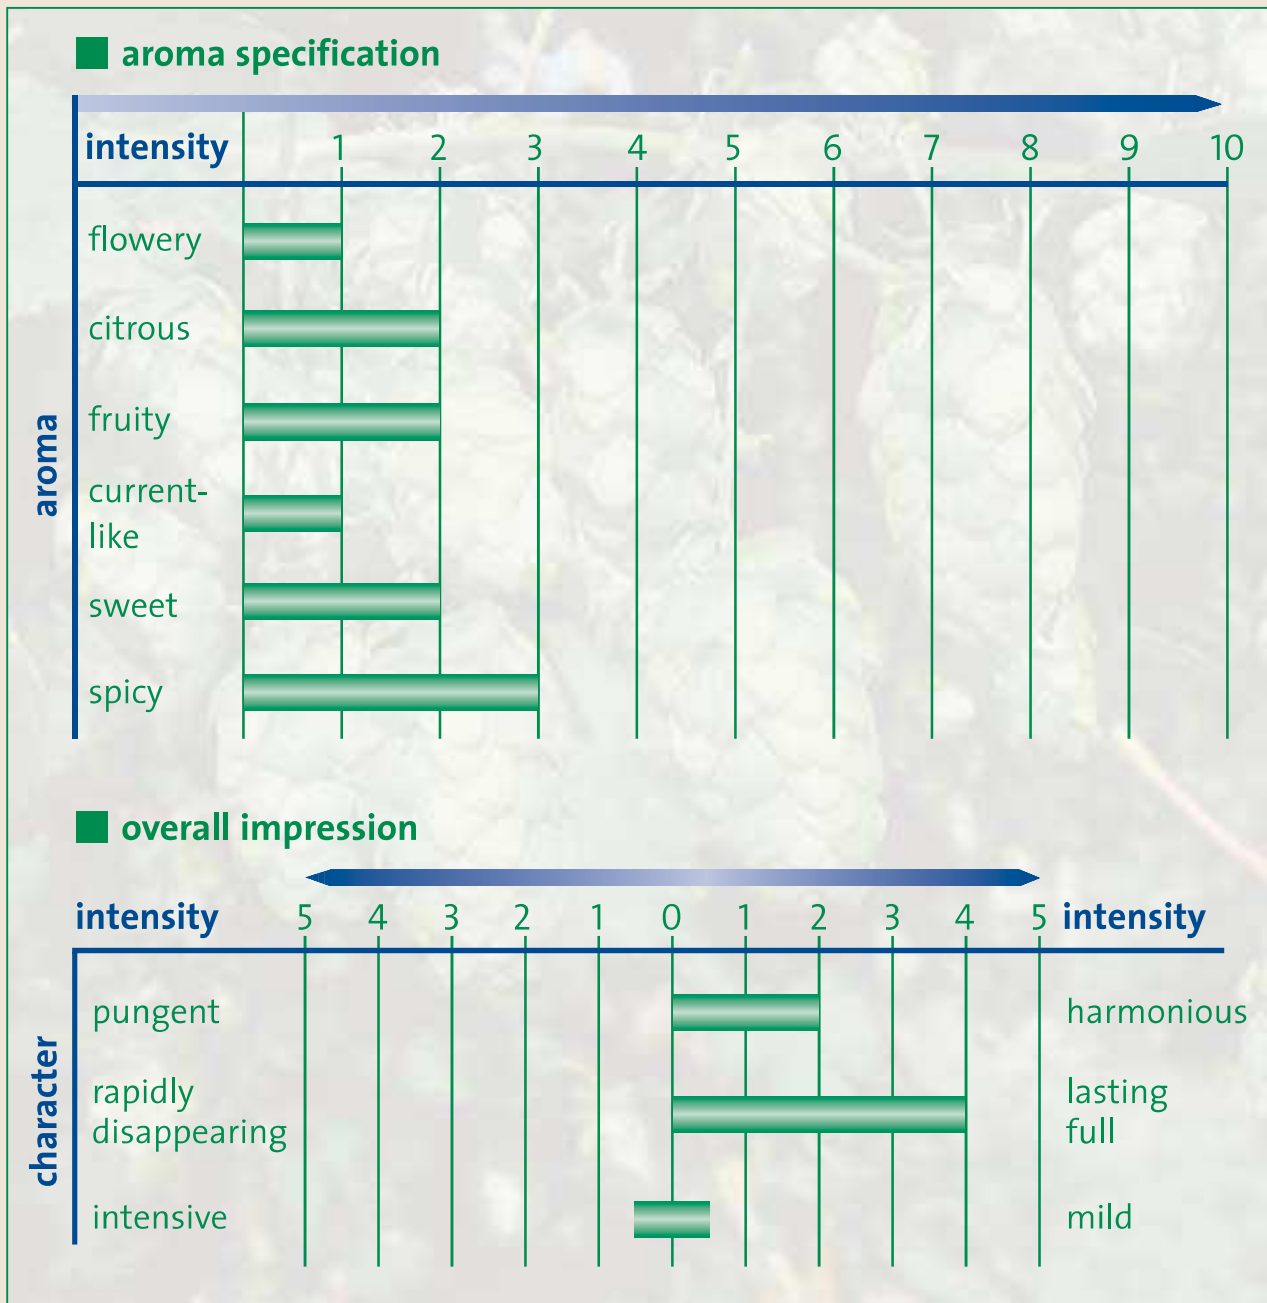 aroma specification
intensity 1 2 3 4 5 6 7 8 9 10
aroma
flowery
citrous
fruity
current-
like
sweet
spicy
overall impression
intensity 5 4 3 2 1 0 1 2 3 4 5 intensity
character
pungent harmonious
rapidly lasting
disappearing full
intensive mild